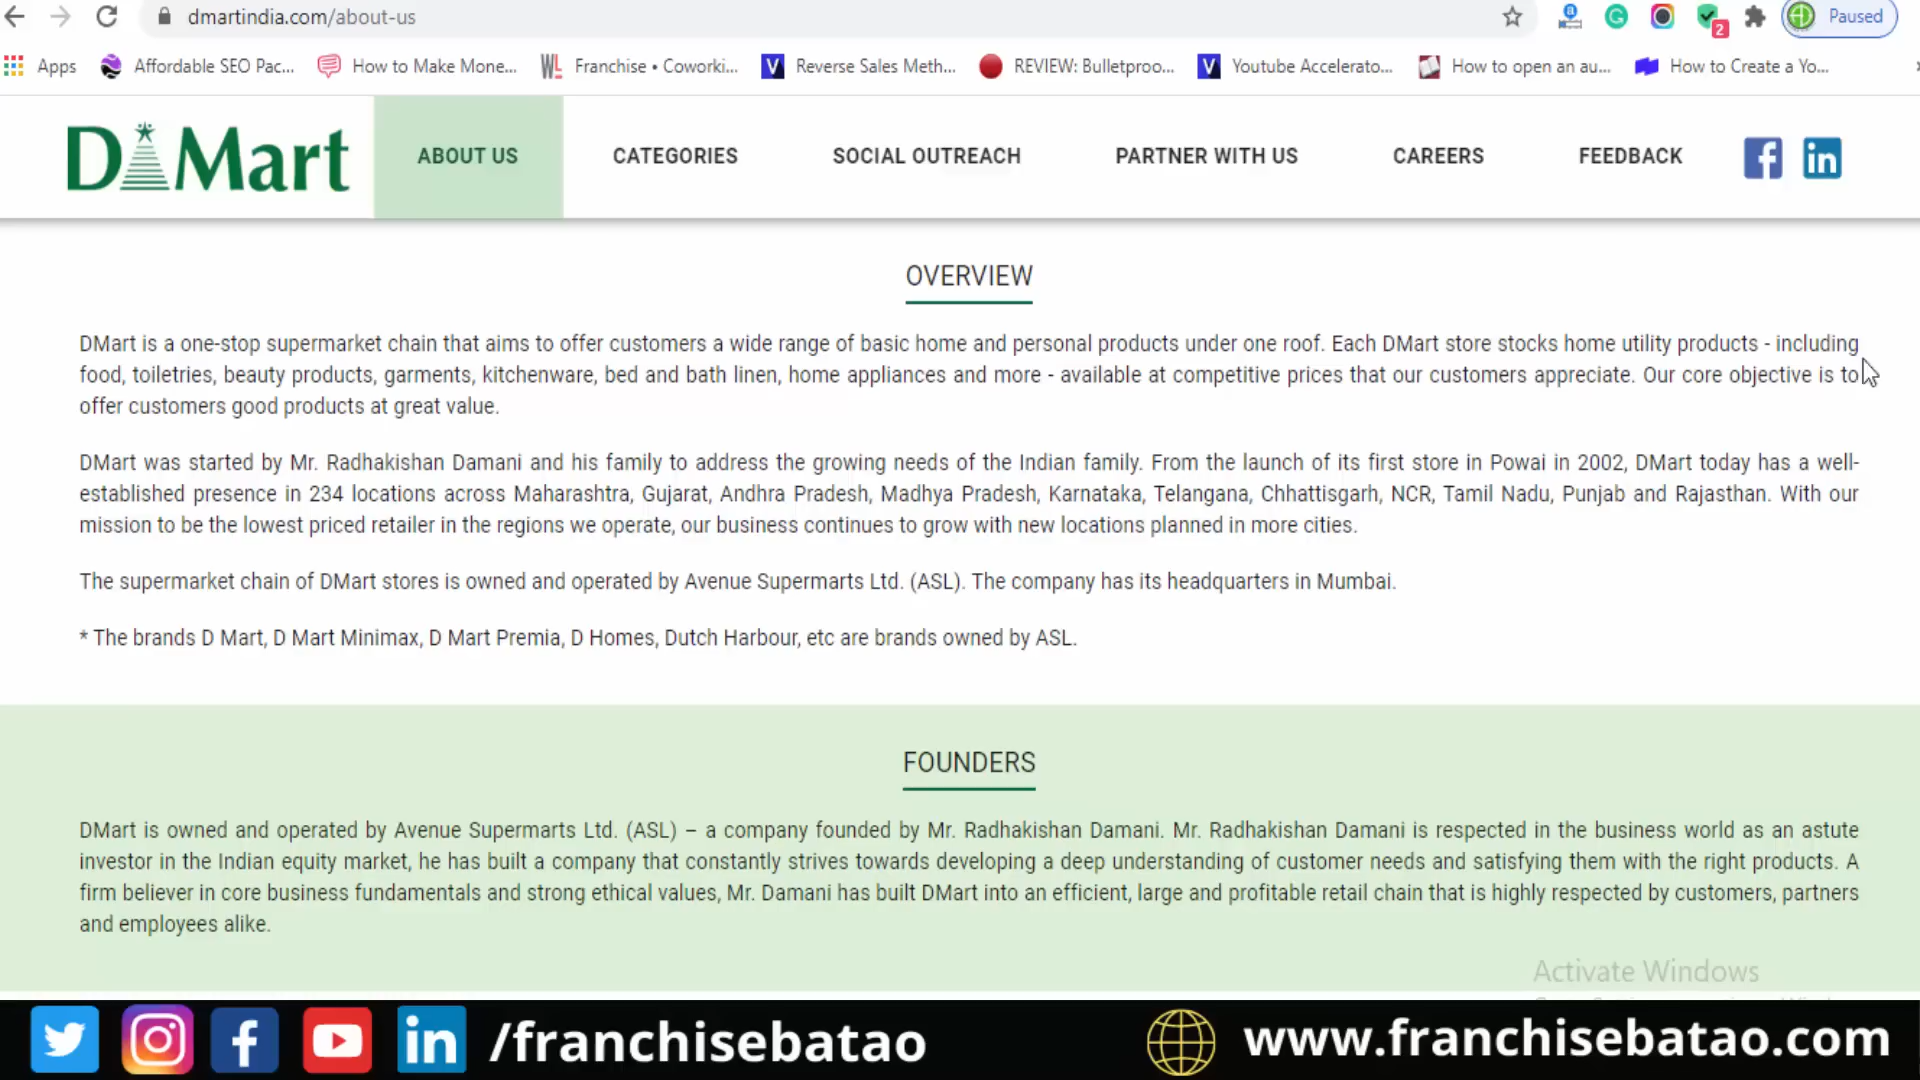 dmartindia.com/about-us
Paused
2
Apps
Affordable SEO Pac...
How to Make Mone...
Franchise • Coworki...
Reverse Sales Meth...
REVIEW: Bulletproo...
Youtube Accelerato...
How to open an au...
How to Create a Yo...
D Mart
ABOUT US
CATEGORIES
SOCIAL OUTREACH
PARTNER WITH US
CAREERS
FEEDBACK
OVERVIEW
DMart is a one-stop supermarket chain that aims to offer customers a wide range of basic home and personal products under one roof. Each DMart store stocks home utility products - including
food, toiletries, beauty products, garments, kitchenware, bed and bath linen, home appliances and more - available at competitive prices that our customers appreciate. Our core objective is to
offer customers good products at great value.
DMart was started by Mr. Radhakishan Damani and his family to address the growing needs of the Indian family. From the launch of its first store in Powai in 2002, DMart today has a well-
established presence in 234 locations across Maharashtra, Gujarat, Andhra Pradesh, Madhya Pradesh, Karnataka, Telangana, Chhattisgarh, NCR, Tamil Nadu, Punjab and Rajasthan. With our
mission to be the lowest priced retailer in the regions we operate, our business continues to grow with new locations planned in more cities.
The supermarket chain of DMart stores is owned and operated by Avenue Supermarts Ltd. (ASL). The company has its headquarters in Mumbai.
* The brands D Mart, D Mart Minimax, D Mart Premia, D Homes, Dutch Harbour, etc are brands owned by ASL.
FOUNDERS
DMart is owned and operated by Avenue Supermarts Ltd. (ASL) – a company founded by Mr. Radhakishan Damani. Mr. Radhakishan Damani is respected in the business world as an astute
investor in the Indian equity market, he has built a company that constantly strives towards developing a deep understanding of customer needs and satisfying them with the right products. A
firm believer in core business fundamentals and strong ethical values, Mr. Damani has built DMart into an efficient, large and profitable retail chain that is highly respected by customers, partners
and employees alike.
Activate Windows
/franchisebatao
www.franchisebatao.com